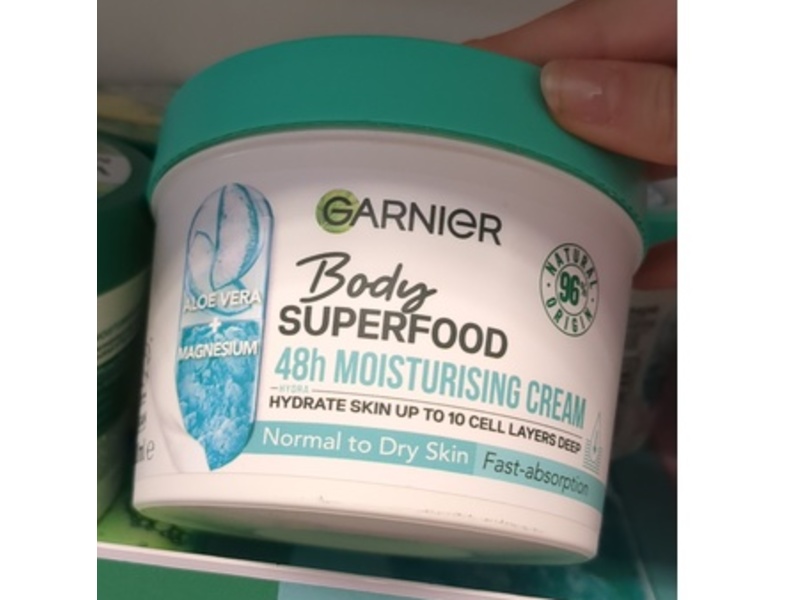 GARNIER
Body
SUPERFOOD
48h MOISTURISING CREAM
HYDRA
HYDRATE SKIN UP TO 10 CELL LAYERS DEEP
Normal to Dry Skin
Fast-absorption
ALOE VERA
+
MAGNESIUM
NATURAL
96%
ORIGIN